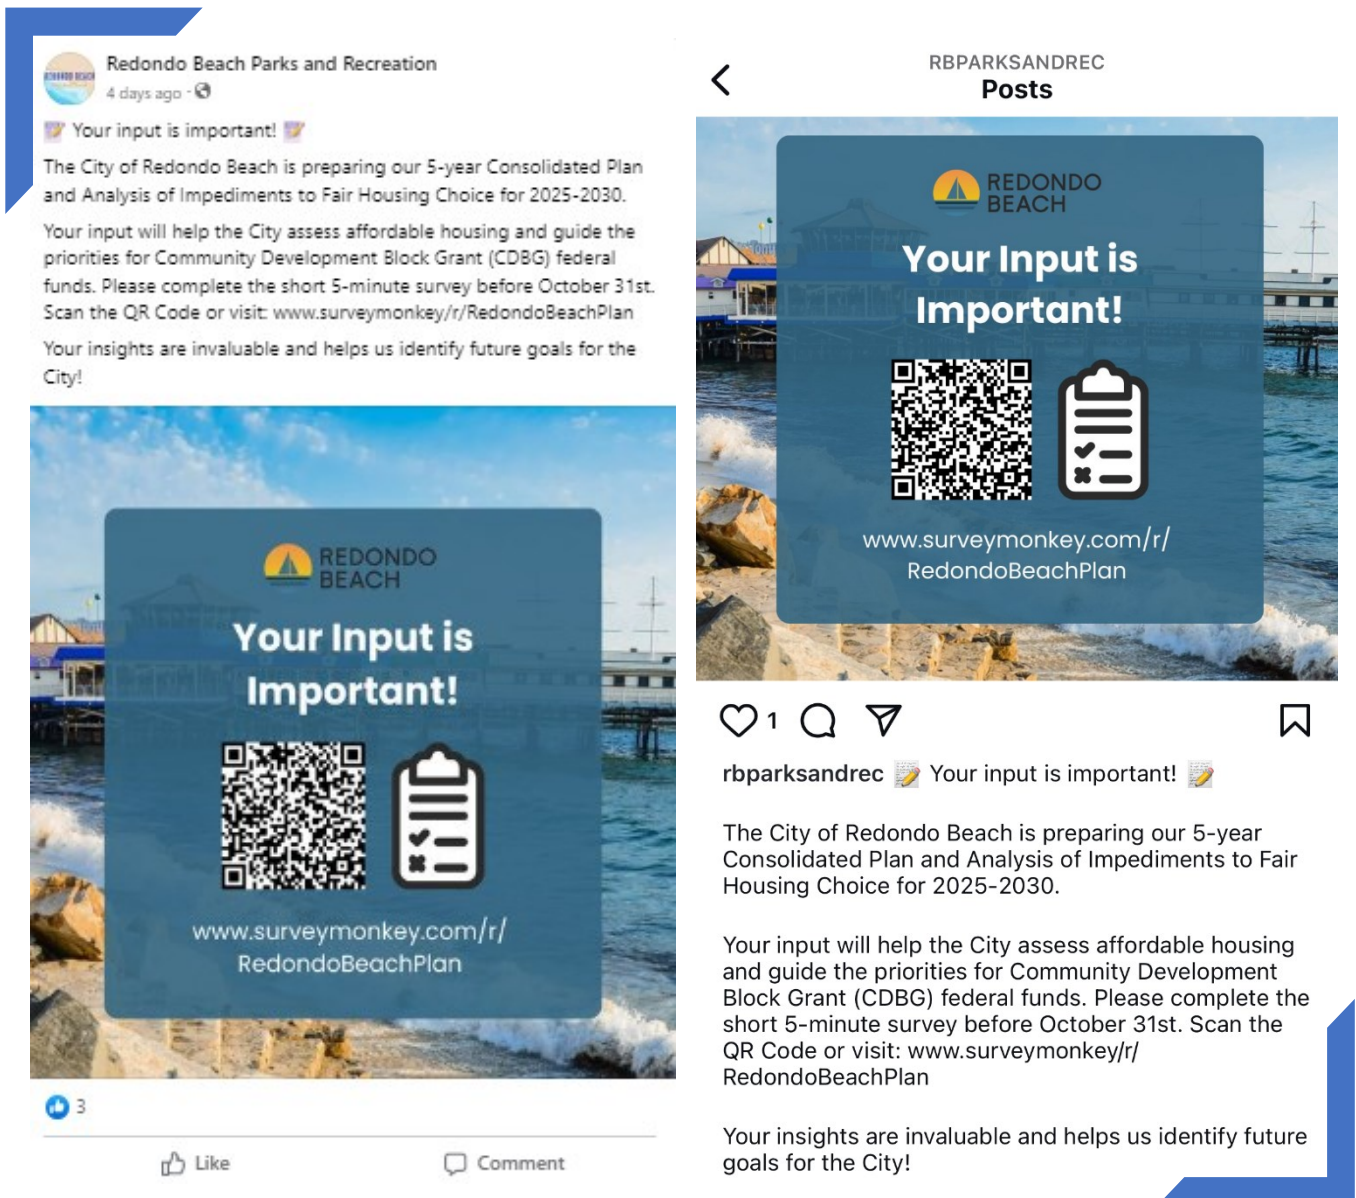 Redondo Beach Parks and Recreation
4 days ago ·
📝 Your input is important! 📝
The City of Redondo Beach is preparing our 5-year Consolidated Plan
and Analysis of Impediments to Fair Housing Choice for 2025-2030.
Your input will help the City assess affordable housing and guide the
priorities for Community Development Block Grant (CDBG) federal
funds. Please complete the short 5-minute survey before October 31st.
Scan the QR Code or visit: www.surveymonkey/r/RedondoBeachPlan
Your insights are invaluable and helps us identify future goals for the
City!
REDONDO
BEACH
Your Input is
Important!
www.surveymonkey.com/r/
RedondoBeachPlan
3
Like
Comment
RBPARKSANDREC
Posts
REDONDO
BEACH
Your Input is
Important!
www.surveymonkey.com/r/
RedondoBeachPlan
1
rbparksandrec 📝 Your input is important! 📝
The City of Redondo Beach is preparing our 5-year
Consolidated Plan and Analysis of Impediments to Fair
Housing Choice for 2025-2030.
Your input will help the City assess affordable housing
and guide the priorities for Community Development
Block Grant (CDBG) federal funds. Please complete the
short 5-minute survey before October 31st. Scan the
QR Code or visit: www.surveymonkey/r/
RedondoBeachPlan
Your insights are invaluable and helps us identify future
goals for the City!